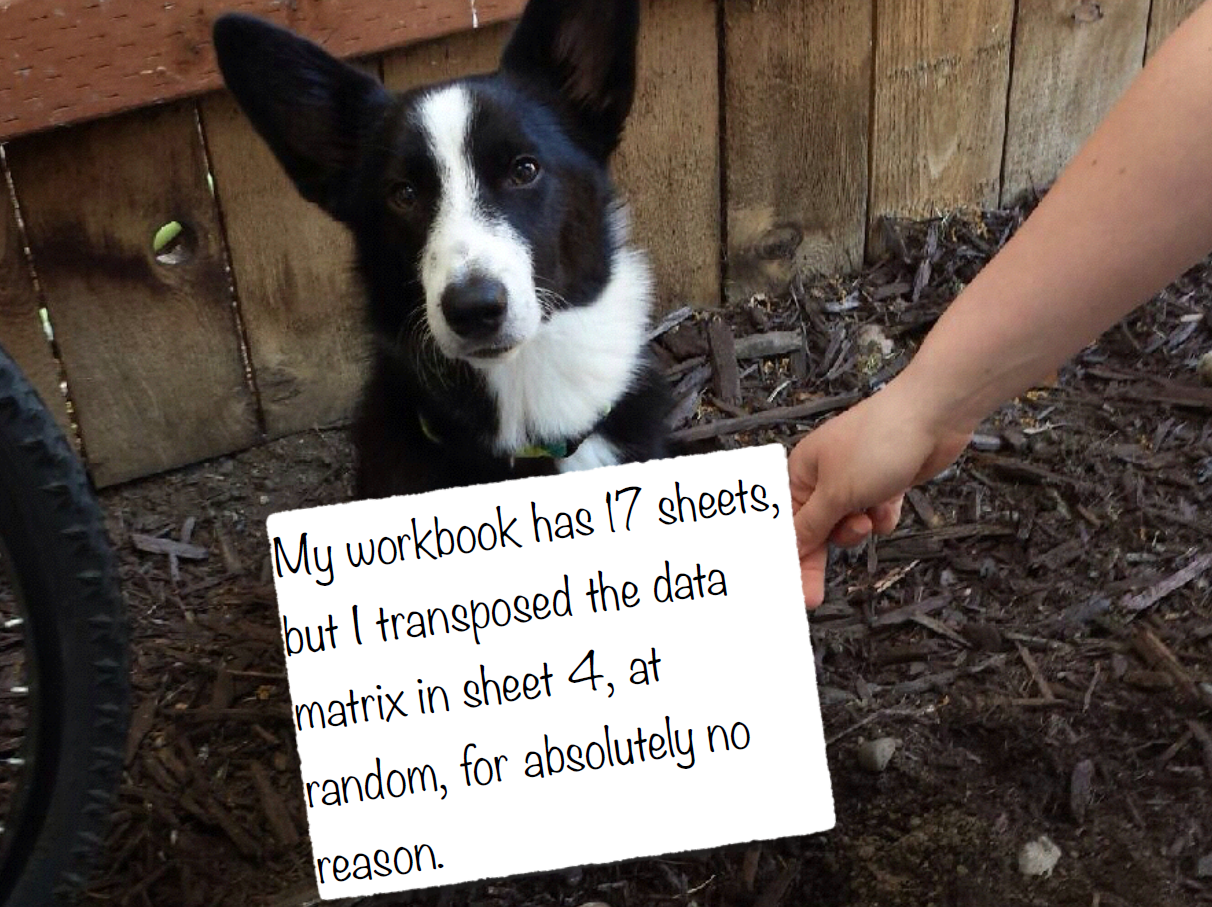 My workbook has 17 sheets,
but I transposed the data
matrix in sheet 4, at
random, for absolutely no
reason.